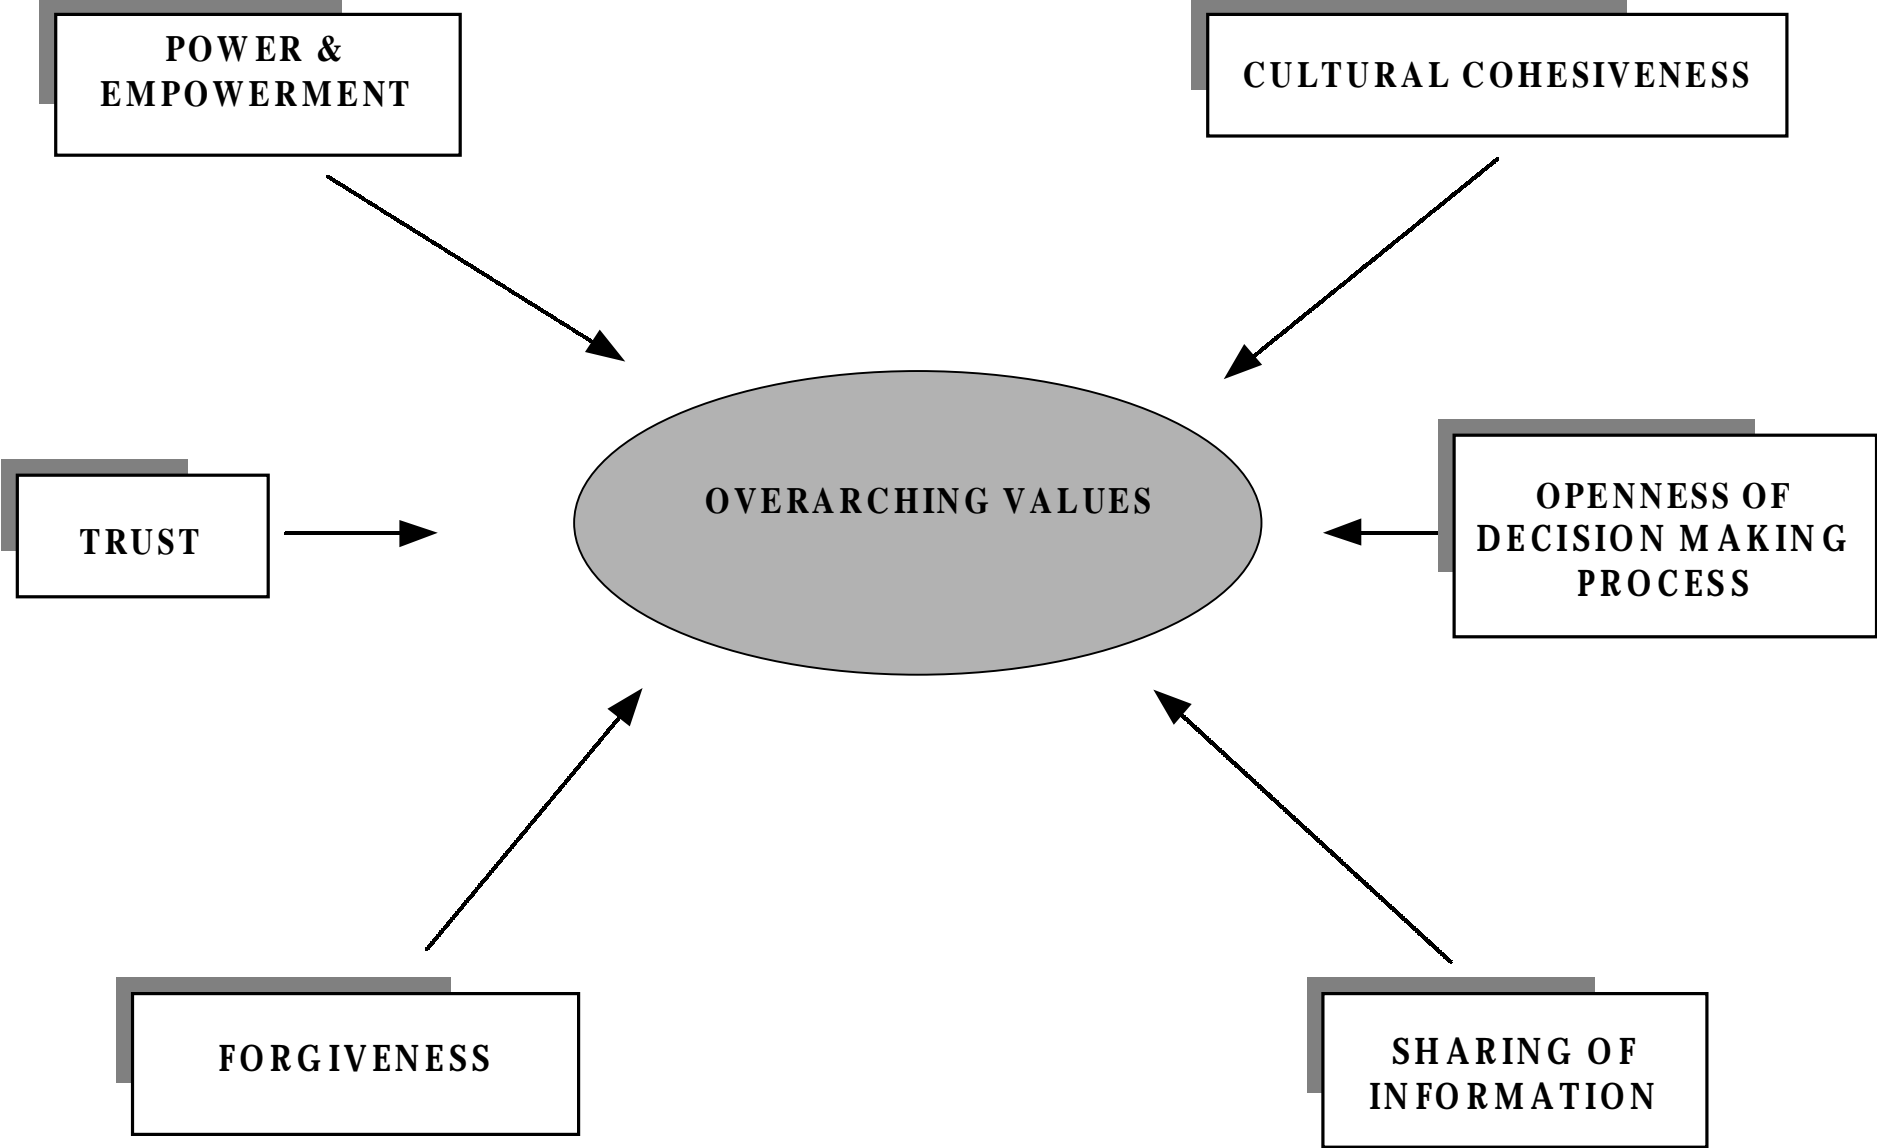 POWER &
EMPOWERMENT
CULTURAL COHESIVENESS
OVERARCHING VALUES
TRUST
OPENNESS OF
DECISION MAKING
PROCESS
FORGIVENESS
SHARING OF
INFORMATION